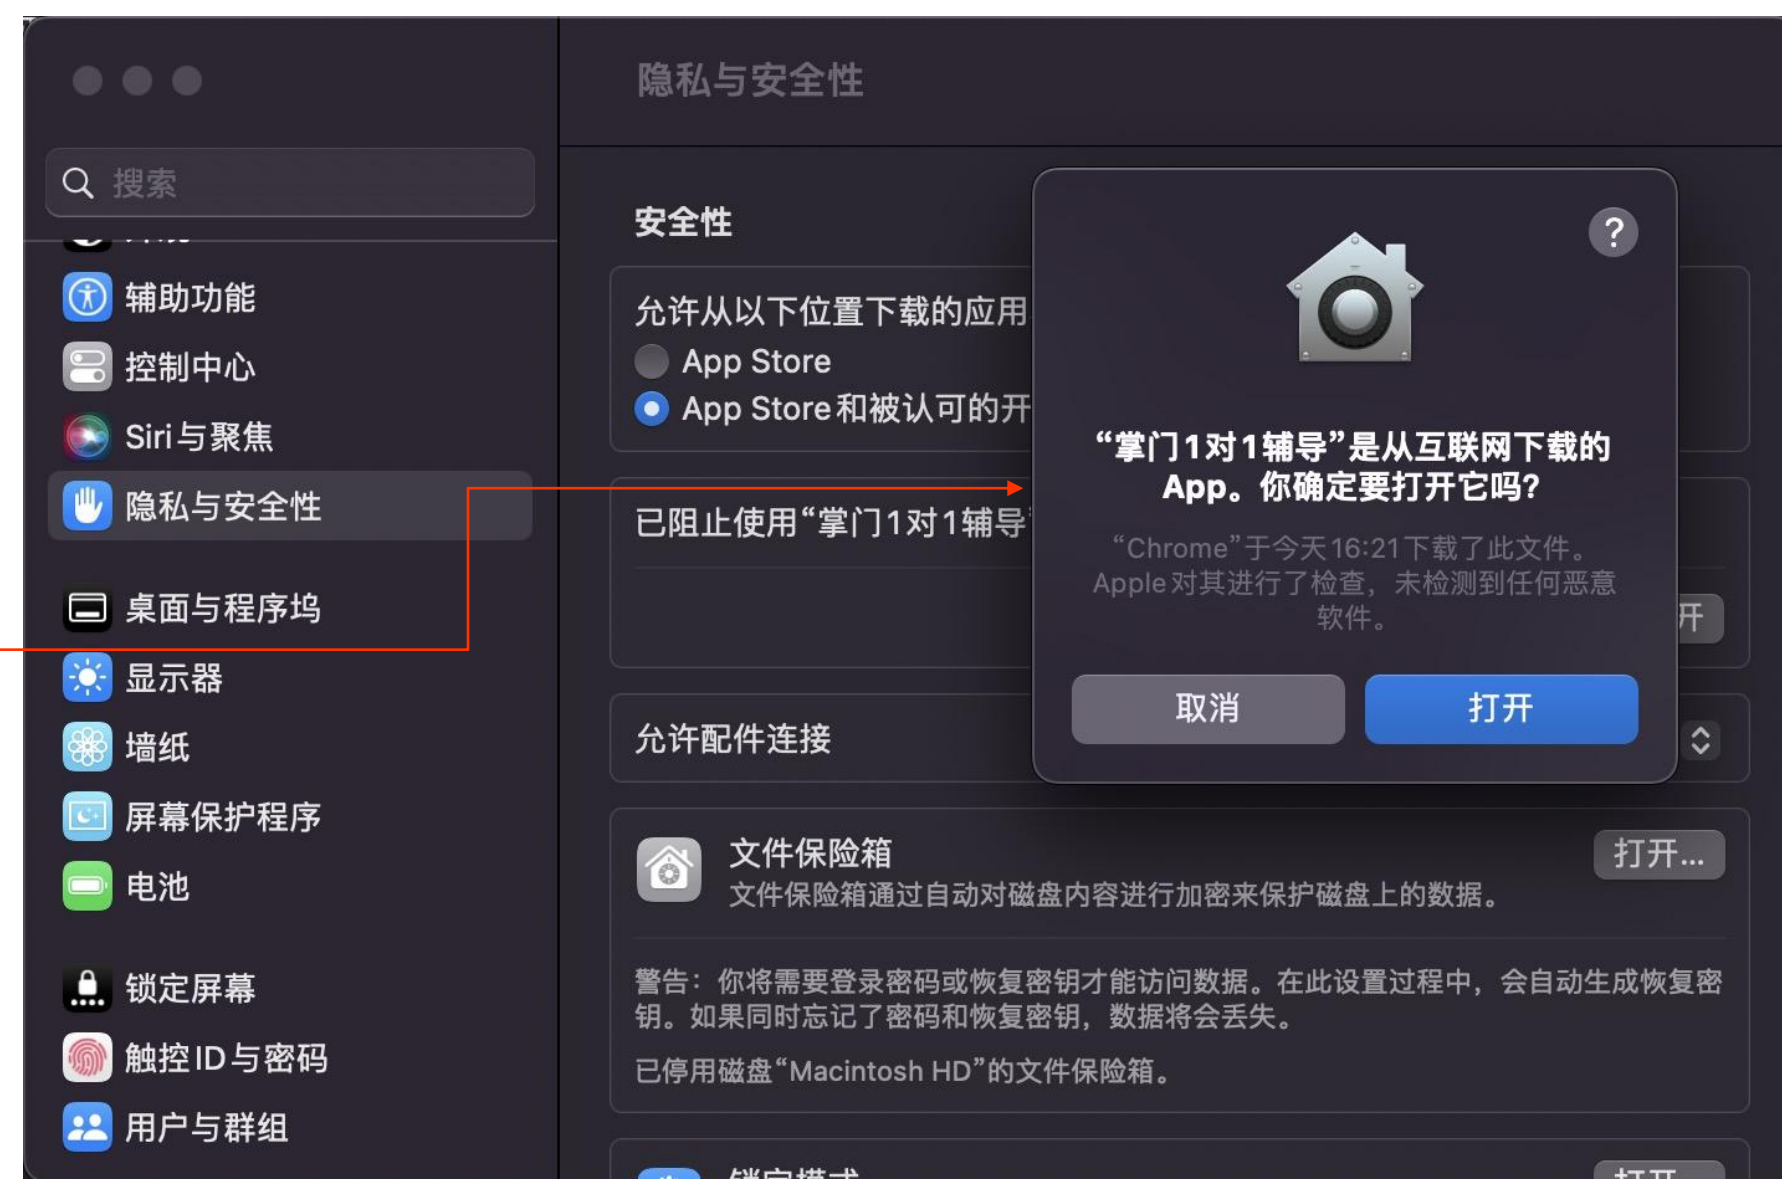 隐私与安全性
搜索
辅助功能
控制中心
Siri与聚焦
隐私与安全性
桌面与程序坞
显示器
墙纸
屏幕保护程序
电池
锁定屏幕
触控ID与密码
用户与群组
安全性
允许从以下位置下载的应用
App Store
App Store和被认可的开
已阻止使用“掌门1对1辅导”
开
允许配件连接
文件保险箱
打开...
文件保险箱通过自动对磁盘内容进行加密来保护磁盘上的数据。
警告：你将需要登录密码或恢复密钥才能访问数据。在此设置过程中，会自动生成恢复密
钥。如果同时忘记了密码和恢复密钥，数据将会丢失。
已停用磁盘“Macintosh HD”的文件保险箱。
锁定模式
打开...
?
“掌门1对1辅导”是从互联网下载的
App。你确定要打开它吗?
“Chrome”于今天16:21下载了此文件。
Apple对其进行了检查，未检测到任何恶意
软件。
取消
打开